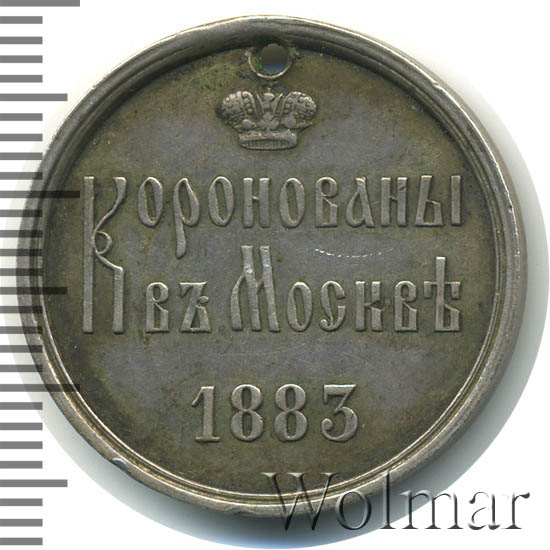 Коронованы
въ Москвѣ
1883
Wolmar